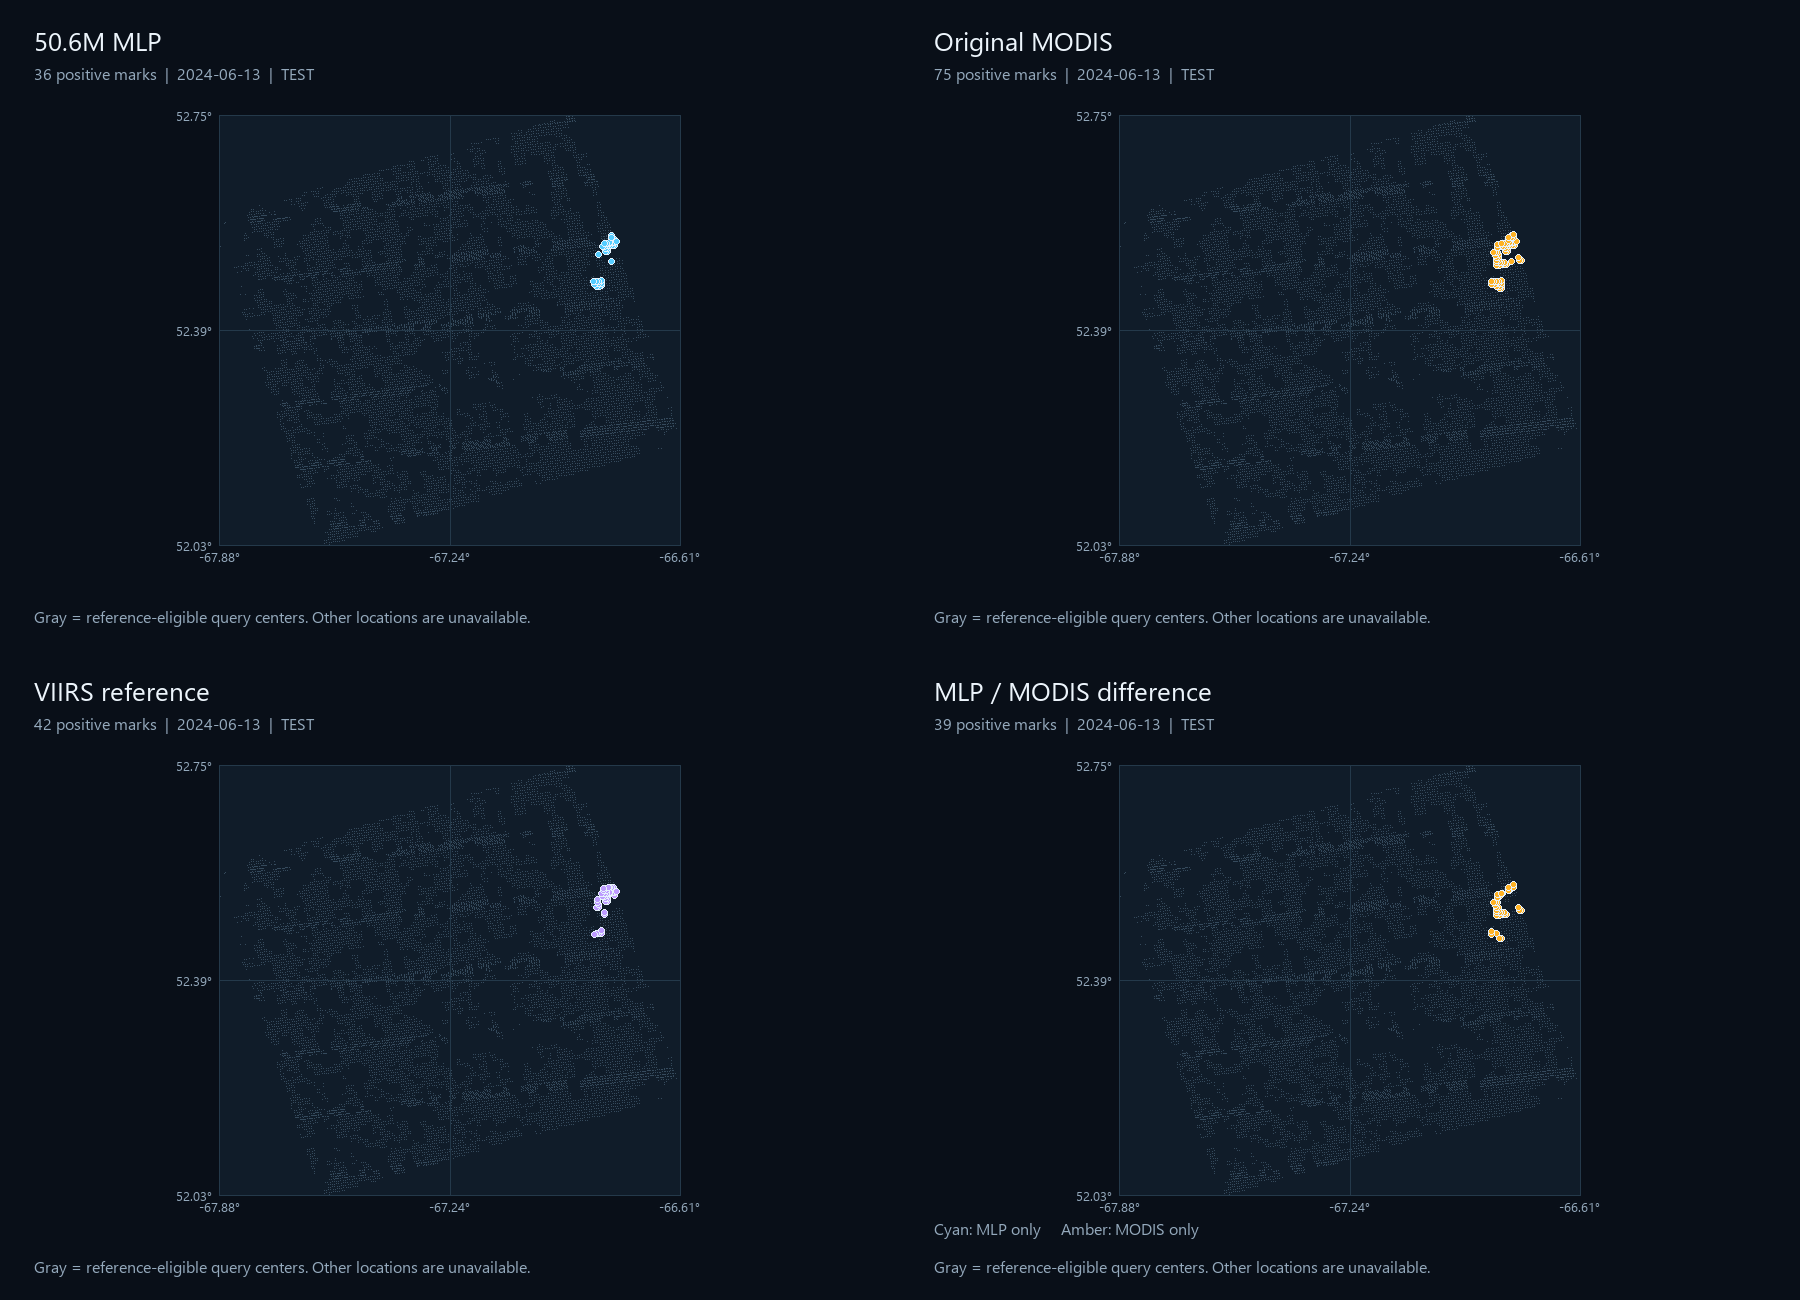 50.6M MLP
36 positive marks | 2024-06-13 | TEST
52.75°
52.39°
52.03°
-67.88°
-67.24°
-66.61°
Gray = reference-eligible query centers. Other locations are unavailable.
Original MODIS
75 positive marks | 2024-06-13 | TEST
52.75°
52.39°
52.03°
-67.88°
-67.24°
-66.61°
Gray = reference-eligible query centers. Other locations are unavailable.
VIIRS reference
42 positive marks | 2024-06-13 | TEST
52.75°
52.39°
52.03°
-67.88°
-67.24°
-66.61°
Gray = reference-eligible query centers. Other locations are unavailable.
MLP / MODIS difference
39 positive marks | 2024-06-13 | TEST
52.75°
52.39°
52.03°
-67.88°
-67.24°
-66.61°
Cyan: MLP only Amber: MODIS only
Gray = reference-eligible query centers. Other locations are unavailable.